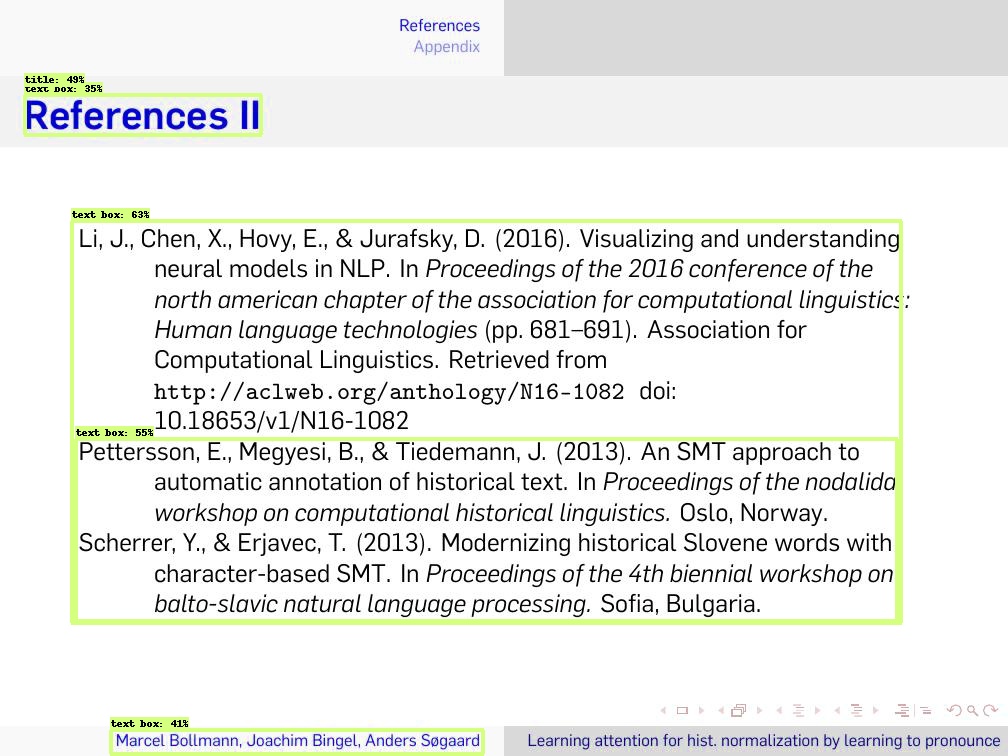 References
Appendix
title: 49%
text box: 35%
References II
text box: 63%
Li, J., Chen, X., Hovy, E., & Jurafsky, D. (2016). Visualizing and understanding
neural models in NLP. In Proceedings of the 2016 conference of the
north american chapter of the association for computational linguistics:
Human language technologies (pp. 681–691). Association for
Computational Linguistics. Retrieved from
http://aclweb.org/anthology/N16-1082 doi:
10.18653/v1/N16-1082
text box: 55%
Pettersson, E., Megyesi, B., & Tiedemann, J. (2013). An SMT approach to
automatic annotation of historical text. In Proceedings of the nodalida
workshop on computational historical linguistics. Oslo, Norway.
Scherrer, Y., & Erjavec, T. (2013). Modernizing historical Slovene words with
character-based SMT. In Proceedings of the 4th biennial workshop on
balto-slavic natural language processing. Sofia, Bulgaria.
text box: 41%
Marcel Bollmann, Joachim Bingel, Anders Søgaard
Learning attention for hist. normalization by learning to pronounce